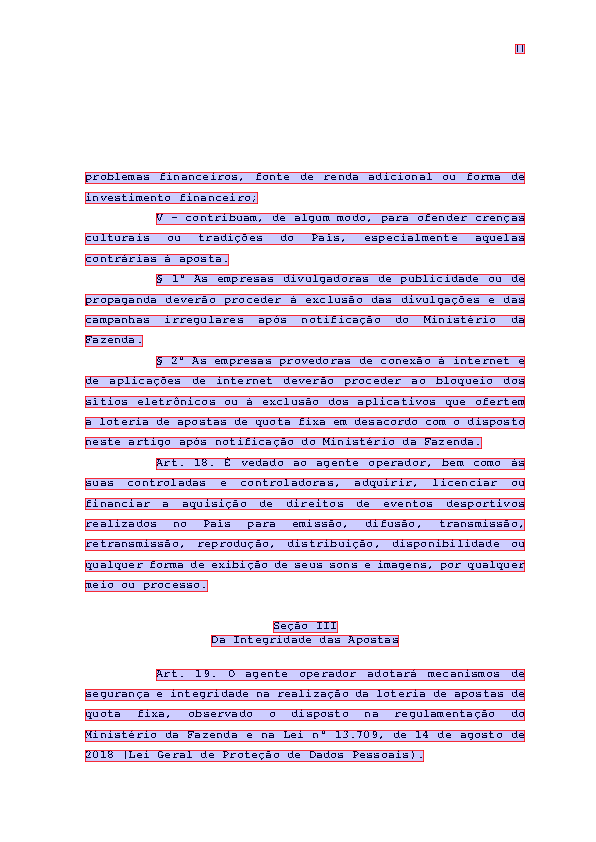 11
problemas financeiros, fonte de renda adicional ou forma de
investimento financeiro;
V – contribuam, de algum modo, para ofender crenças
culturais ou tradições do País, especialmente aquelas
contrárias à aposta.
§ 1º As empresas divulgadoras de publicidade ou de
propaganda deverão proceder à exclusão das divulgações e das
campanhas irregulares após notificação do Ministério da
Fazenda.
§ 2º As empresas provedoras de conexão à internet e
de aplicações de internet deverão proceder ao bloqueio dos
sítios eletrônicos ou à exclusão dos aplicativos que ofertem
a loteria de apostas de quota fixa em desacordo com o disposto
neste artigo após notificação do Ministério da Fazenda.
Art. 18. É vedado ao agente operador, bem como às
suas controladas e controladoras, adquirir, licenciar ou
financiar a aquisição de direitos de eventos desportivos
realizados no País para emissão, difusão, transmissão,
retransmissão, reprodução, distribuição, disponibilidade ou
qualquer forma de exibição de seus sons e imagens, por qualquer
meio ou processo.
Seção III
Da Integridade das Apostas
Art. 19. O agente operador adotará mecanismos de
segurança e integridade na realização da loteria de apostas de
quota fixa, observado o disposto na regulamentação do
Ministério da Fazenda e na Lei nº 13.709, de 14 de agosto de
2018 (Lei Geral de Proteção de Dados Pessoais).